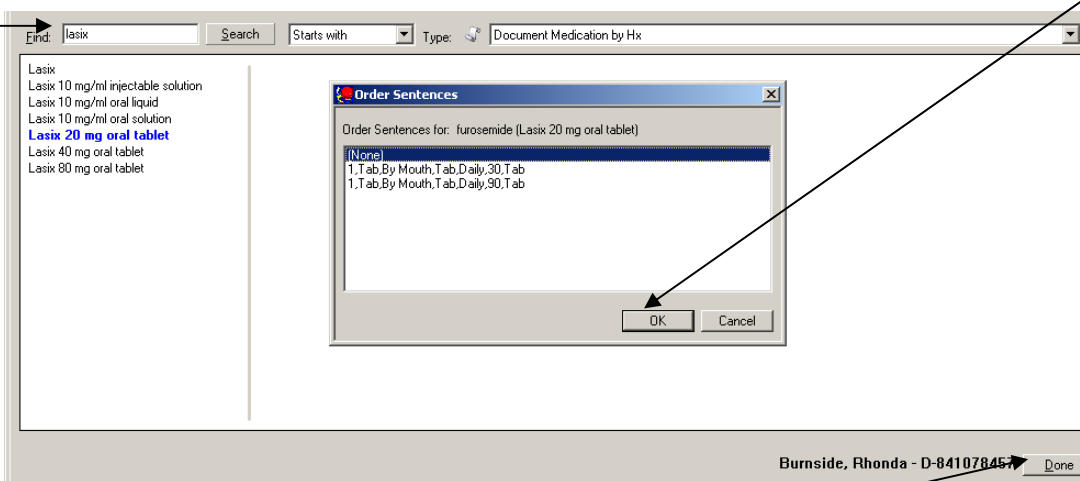 Find: lasix Search Starts with Type: Document Medication by Hx
Lasix
Lasix 10 mg/ml injectable solution
Lasix 10 mg/ml oral liquid
Lasix 10 mg/ml oral solution
Lasix 20 mg oral tablet
Lasix 40 mg oral tablet
Lasix 80 mg oral tablet
Order Sentences
Order Sentences for: furosemide (Lasix 20 mg oral tablet)
(None)
1,Tab,By Mouth,Tab,Daily,30,Tab
1,Tab,By Mouth,Tab,Daily,90,Tab
OK Cancel
Burnside, Rhonda - D-841078457 Done